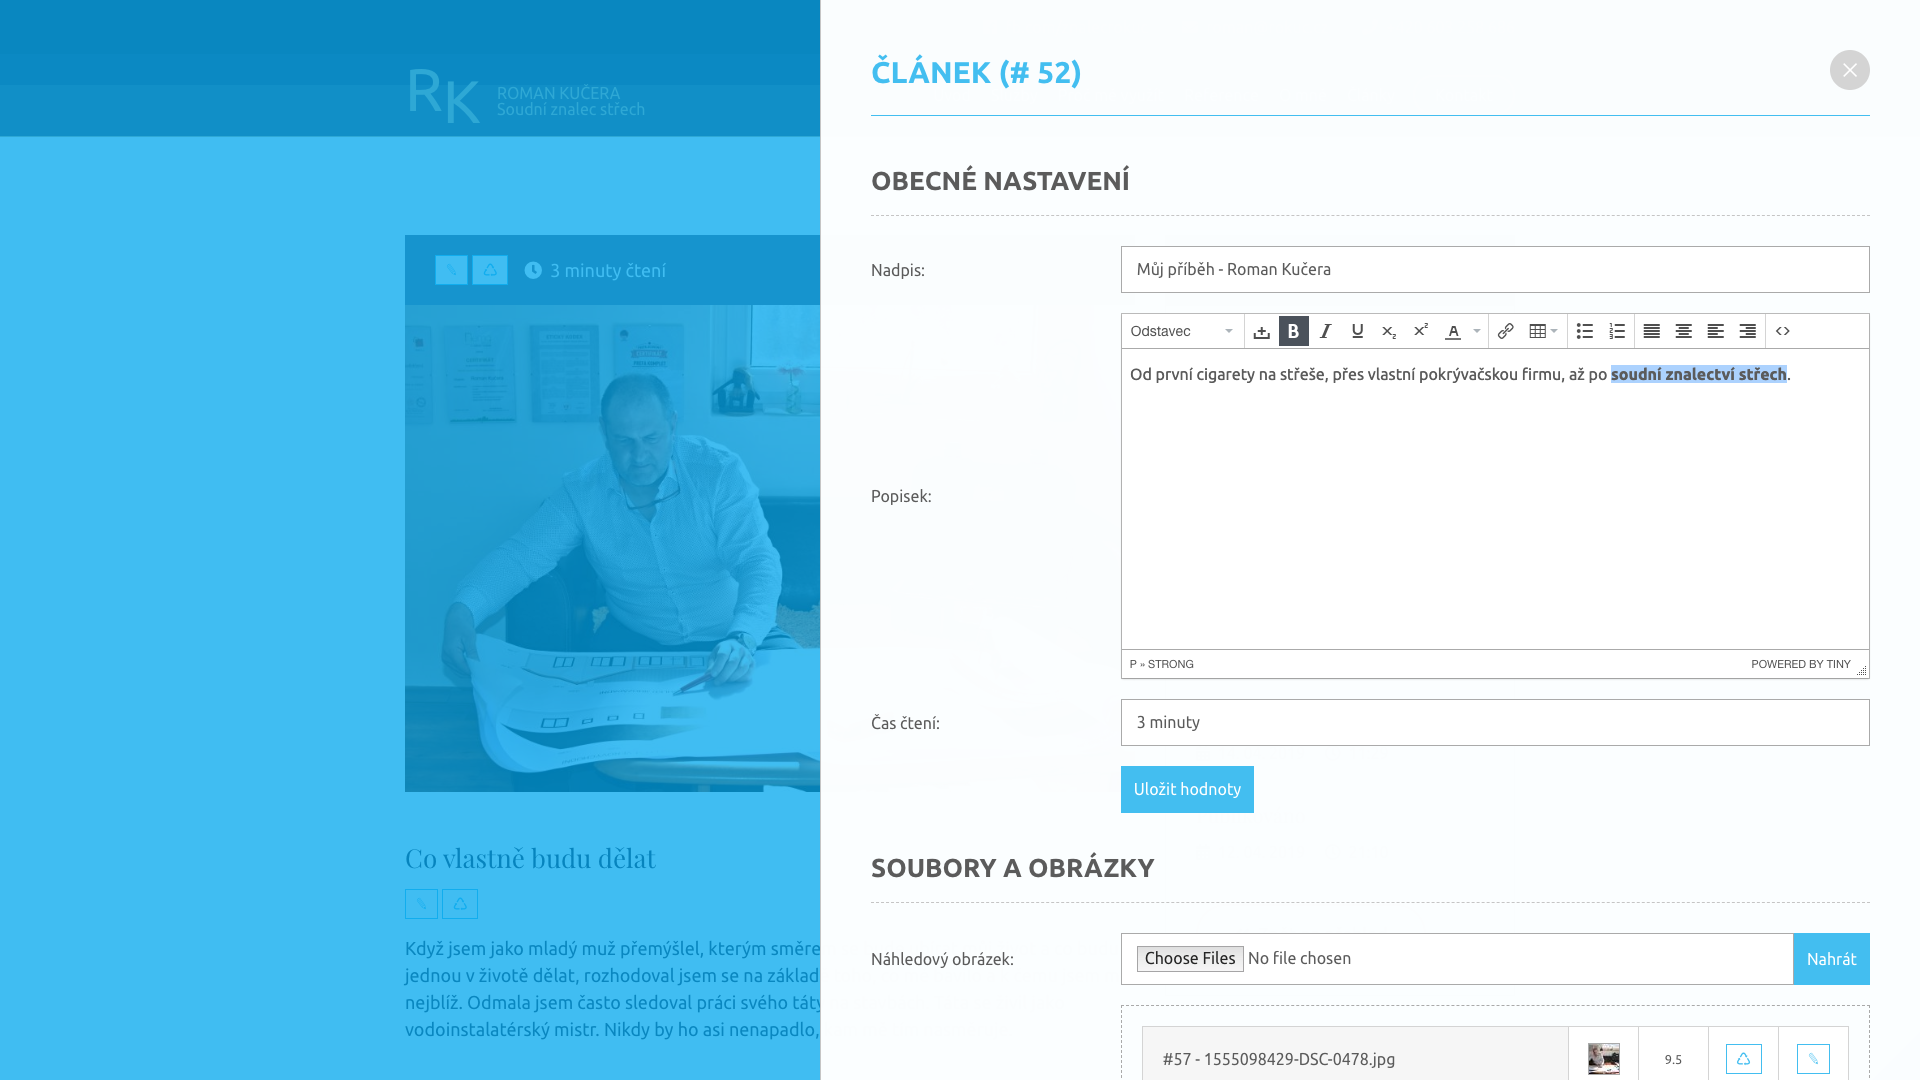 RK
ROMAN KUČERA
Soudní znalec střech
3 minuty čtení
Co vlastně budu dělat
Když jsem jako mladý muž přemýšlel, kterým směre
jednou v životě dělat, rozhodoval jsem se na základ
nejblíž. Odmala jsem často sledoval práci svého táty
vodoinstalatérský mistr. Nikdy by ho asi nenapadlo,
ČLÁNEK (# 52)
OBECNÉ NASTAVENÍ
Nadpis:
Můj příběh - Roman Kučera
Popisek:
Odstavec
Od první cigarety na střeše, přes vlastní pokrývačskou firmu, až po soudní znalectví střech.
P » STRONG
POWERED BY TINY
Čas čtení:
3 minuty
Uložit hodnoty
SOUBORY A OBRÁZKY
Náhledový obrázek:
Choose Files No file chosen
Nahrát
#57 - 1555098429-DSC-0478.jpg
9.5